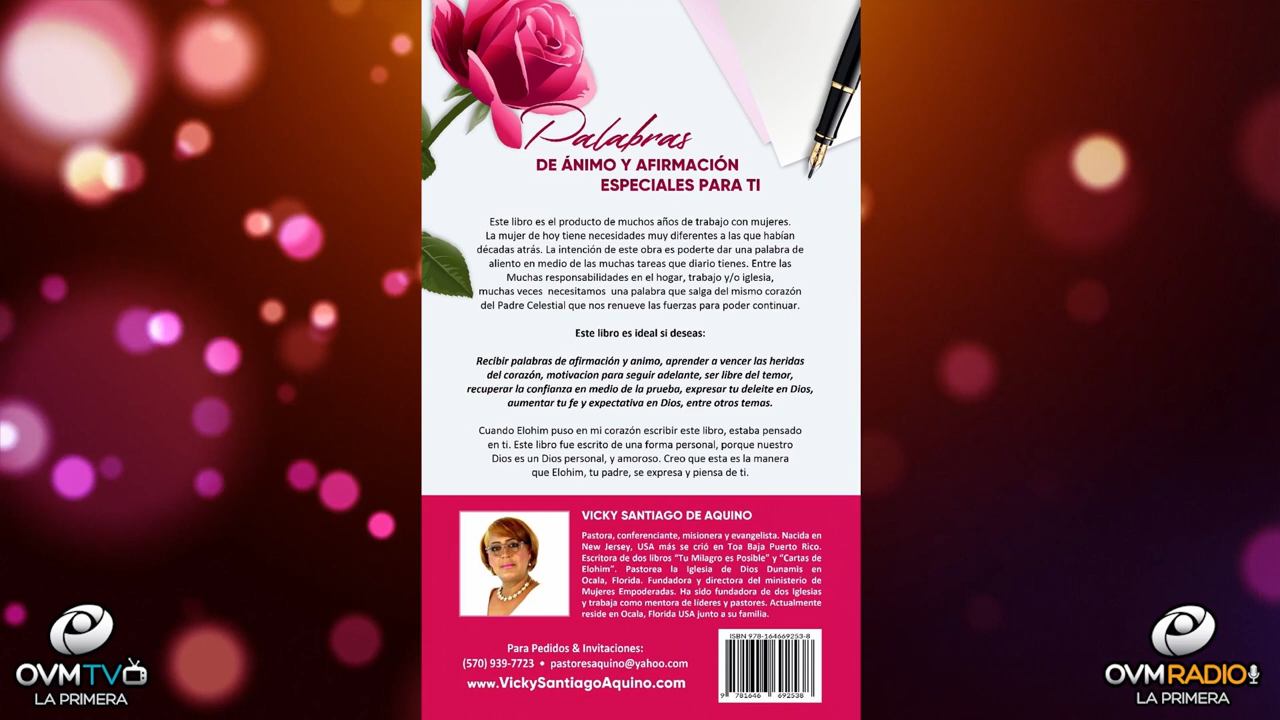 Palabras
DE ÁNIMO Y AFIRMACIÓN
ESPECIALES PARA TI
Este libro es el producto de muchos años de trabajo con mujeres.
La mujer de hoy tiene necesidades muy diferentes a las que habían
décadas atrás. La intención de este obra es poderte dar una palabra de
aliento en medio de las muchas tareas que diario tienes. Entre las
Muchas responsabilidades en el hogar, trabajo y/o iglesia,
muchas veces necesitamos una palabra que salga del mismo corazón
del Padre Celestial que nos renueve las fuerzas para poder continuar.
Este libro es ideal si deseas:
Recibir palabras de afirmación y animo, aprender a vencer las heridas
del corazón, motivacion para seguir adelante, ser libre del temor,
recuperar la confianza en medio de la prueba, expresar tu deleite en Dios,
aumentar tu fe y expectativa en Dios, entre otros temas.
Cuando Elohim puso en mi corazón escribir este libro, estaba pensado
en ti. Este libro fue escrito de una forma personal, porque nuestro
Dios es un Dios personal, y amoroso. Creo que esta es la manera
que Elohim, tu padre, se expresa y piensa de ti.
VICKY SANTIAGO DE AQUINO
Pastora, conferenciante, misionera y evangelista. Nacida en
New Jersey, USA más se crió en Toa Baja Puerto Rico.
Escritora de dos libros "Tu Milagro es Posible" y "Cartas de
Elohim". Pastorea la Iglesia de Dios Dunamis en
Ocala, Florida. Fundadora y directora del ministerio de
Mujeres Empoderadas. Ha sido fundadora de dos Iglesias
y trabaja como mentora de líderes y pastores. Actualmente
reside en Ocala, Florida USA junto a su familia.
Para Pedidos & Invitaciones:
(570) 939-7723 • pastoresaquino@yahoo.com
www.VickySantiagoAquino.com
ISBN 978-164669253-8
9 781646 692538
OVMTV
LA PRIMERA
OVMRADIO
LA PRIMERA